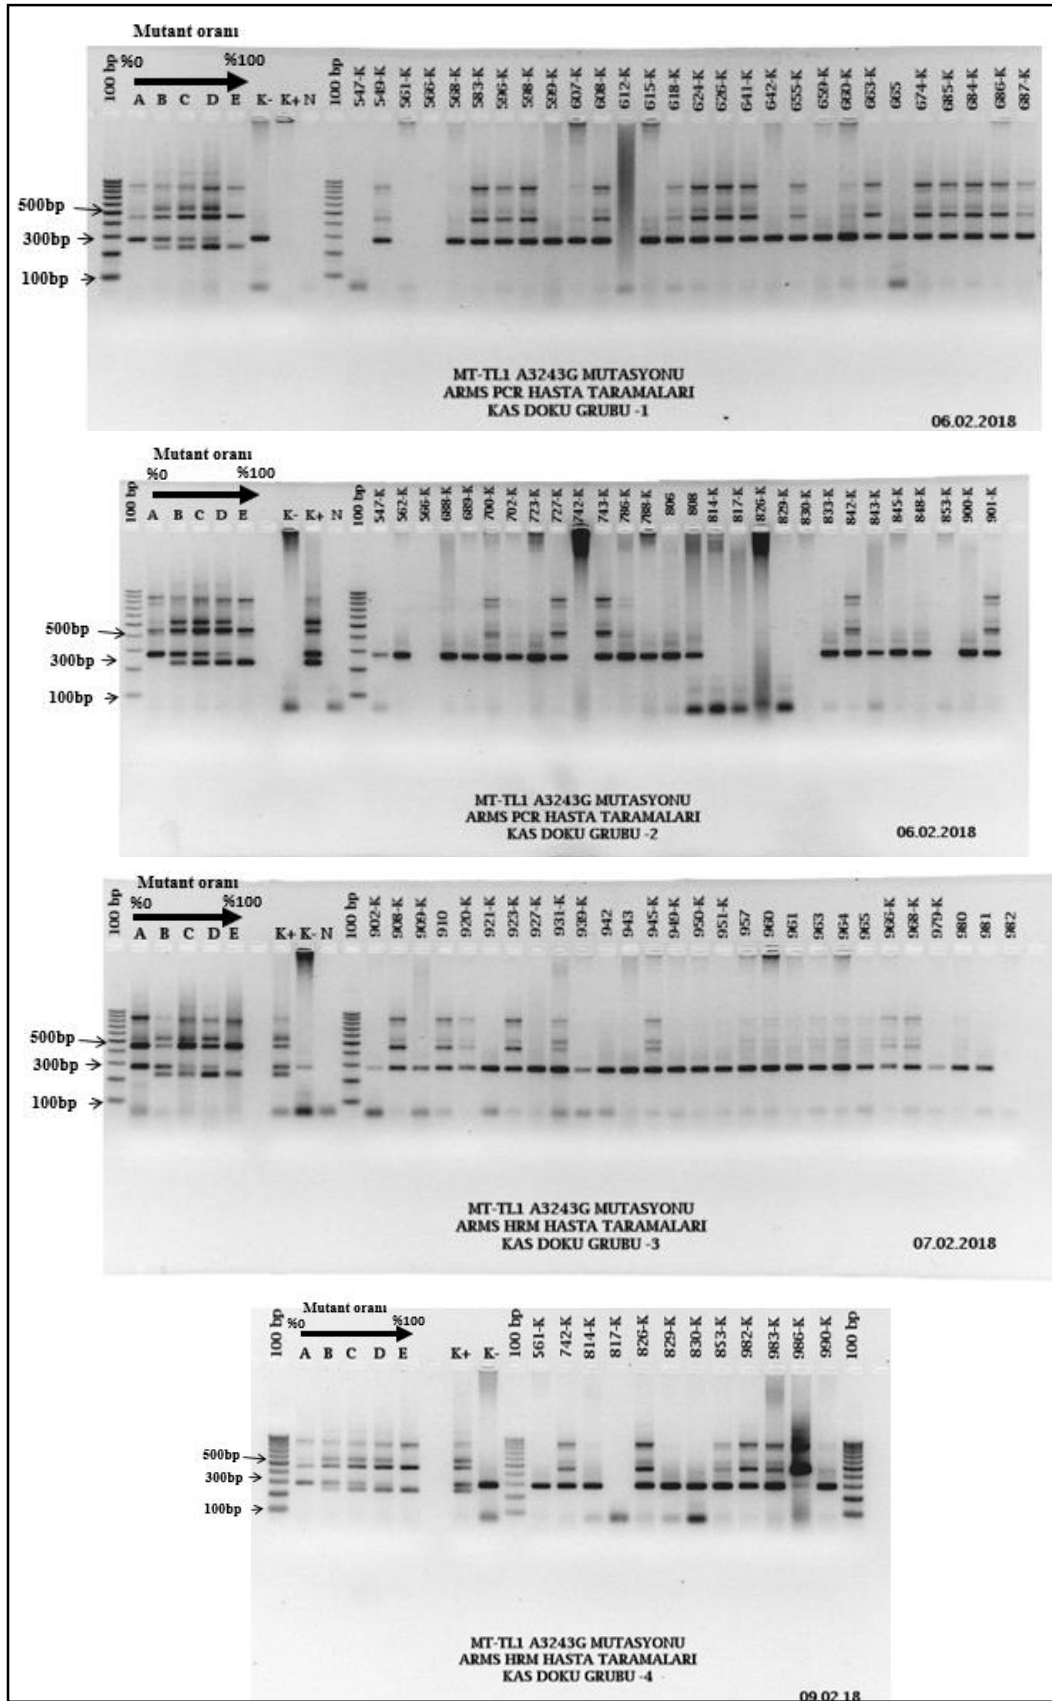 Mutant oranı
%0 %100
100 bp A B C D E K- K+ N 100 bp 547-K 549-K 561-K 566-K 568-K 583-K 596-K 598-K 599-K 607-K 608-K 612-K 615-K 618-K 624-K 626-K 641-K 642-K 655-K 659-K 660-K 663-K 665 674-K 685-K 684-K 686-K 687-K
500bp
300bp
100bp
MT-TL1 A3243G MUTASYONU
ARMS PCR HASTA TARAMALARI
KAS DOKU GRUBU -1
06.02.2018
Mutant oranı
%0 %100
100 bp A B C D E K- K+ N 100 bp 547-K 562-K 566-K 688-K 689-K 700-K 702-K 723-K 727-K 742-K 743-K 786-K 788-K 806 808 814-K 817-K 826-K 829-K 830-K 833-K 842-K 843-K 845-K 848-K 853-K 900-K 901-K
500bp
300bp
100bp
MT-TL1 A3243G MUTASYONU
ARMS PCR HASTA TARAMALARI
KAS DOKU GRUBU -2
06.02.2018
Mutant oranı
%0 %100
100 bp A B C D E K+ K- N 100 bp 902-K 908-K 909-K 910 920-K 921-K 923-K 927-K 931-K 939-K 942 943 945-K 949-K 950-K 951-K 957 960 961 963 964 965 966-K 968-K 979-K 980 981 982
500bp
300bp
100bp
MT-TL1 A3243G MUTASYONU
ARMS HRM HASTA TARAMALARI
KAS DOKU GRUBU -3
07.02.2018
Mutant oranı
%0 %100
100 bp A B C D E K+ K- 100 bp 561-K 742-K 814-K 817-K 826-K 829-K 830-K 853-K 982-K 983-K 986-K 990-K 100 bp
500bp
300bp
100bp
MT-TL1 A3243G MUTASYONU
ARMS HRM HASTA TARAMALARI
KAS DOKU GRUBU -4
09.02.18